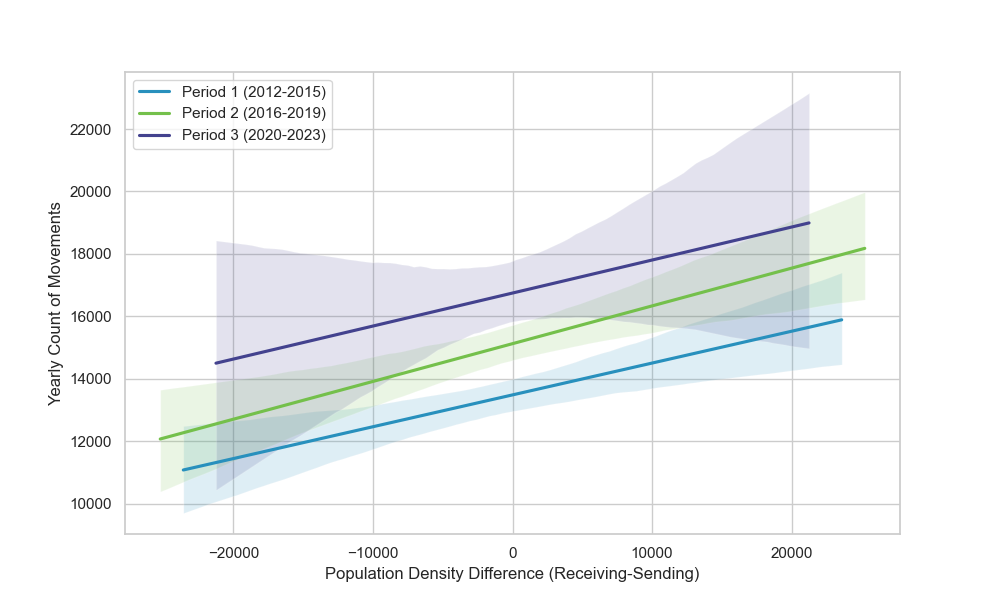 Period 1 (2012-2015)
Period 2 (2016-2019)
Period 3 (2020-2023)
22000
20000
18000
16000
14000
12000
10000
Yearly Count of Movements
−20000 −10000 0 10000 20000
Population Density Difference (Receiving-Sending)